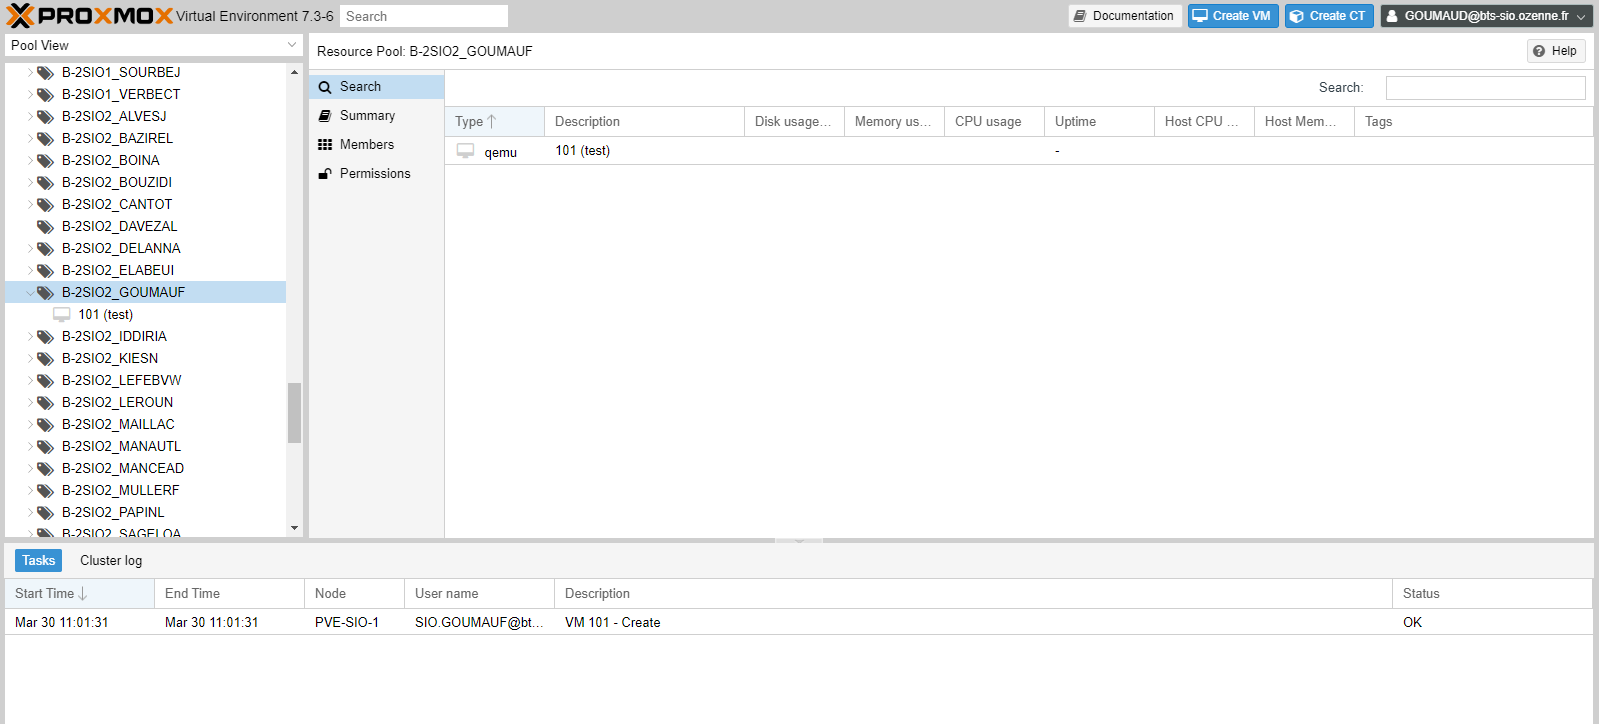 PROXMOX Virtual Environment 7.3-6 Search Documentation Create VM Create CT GOUMAUD@bts-sio.ozenne.fr
Pool View
B-2SIO1_SOURBEJ
B-2SIO1_VERBECT
B-2SIO2_ALVESJ
B-2SIO2_BAZIREL
B-2SIO2_BOINA
B-2SIO2_BOUZIDI
B-2SIO2_CANTOT
B-2SIO2_DAVEZAL
B-2SIO2_DELANNA
B-2SIO2_ELABEUI
B-2SIO2_GOUMAUF
101 (test)
B-2SIO2_IDDIRIA
B-2SIO2_KIESN
B-2SIO2_LEFEBVW
B-2SIO2_LEROUN
B-2SIO2_MAILLAC
B-2SIO2_MANAUTL
B-2SIO2_MANCEAD
B-2SIO2_MULLERF
B-2SIO2_PAPINL
B-2SIO2_SAGELOA
Resource Pool: B-2SIO2_GOUMAUF Help
Search
Summary
Members
Permissions
Search:
Type Description Disk usage... Memory us... CPU usage Uptime Host CPU ... Host Mem... Tags
qemu 101 (test) -
Tasks Cluster log
Start Time End Time Node User name Description Status
Mar 30 11:01:31 Mar 30 11:01:31 PVE-SIO-1 SIO.GOUMAUF@bt... VM 101 - Create OK